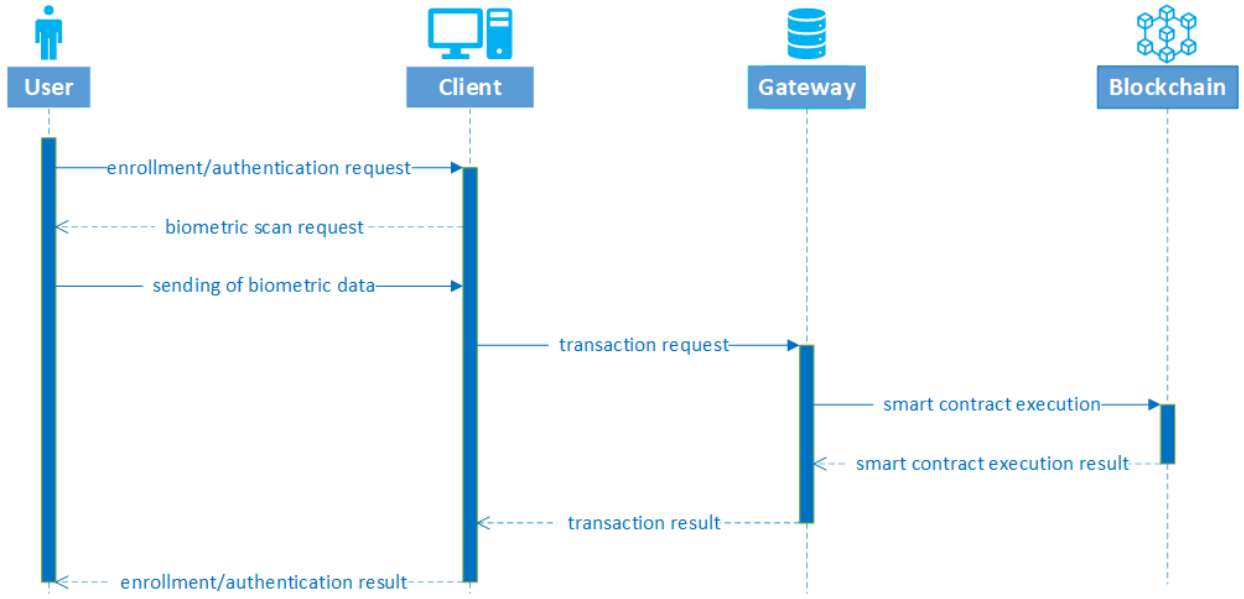 User
Client
Gateway
Blockchain
enrollment/authentication request
biometric scan request
sending of biometric data
transaction request
smart contract execution
smart contract execution result
transaction result
enrollment/authentication result